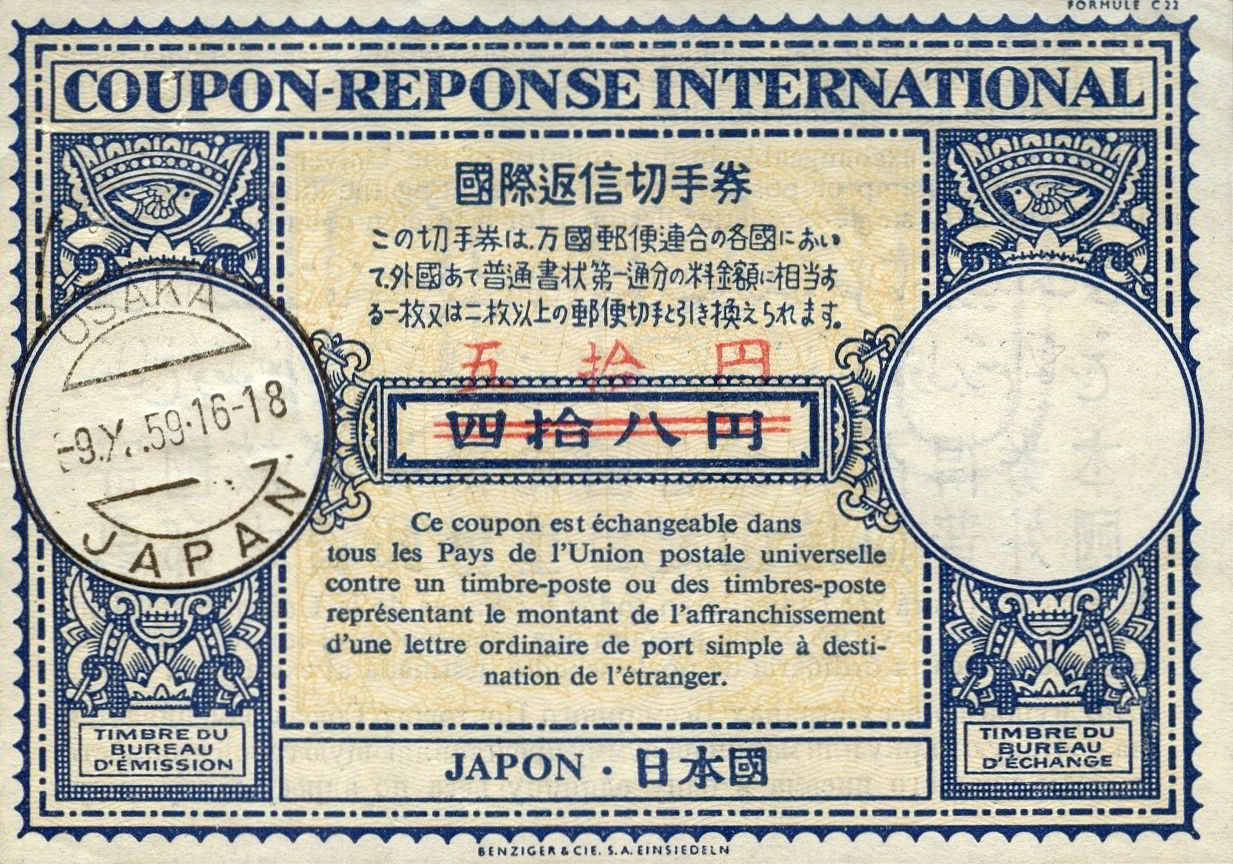 FORMULE C 22
COUPON-REPONSE INTERNATIONAL
國際返信切手券
この切手券は、万國郵便連合の各國におい
て、外國あて普通書状第一通分の料金額に相当す
る一枚又は二枚以上の郵便切手と引き換えられます。
五拾円
四拾八円
OSAKA
-9.X.59.16-18
JAPAN
Ce coupon est échangeable dans
tous les Pays de l'Union postale universelle
contre un timbre-poste ou des timbres-poste
représentant le montant de l'affranchissement
d'une lettre ordinaire de port simple à desti-
nation de l'étranger.
TIMBRE DU
BUREAU
D'ÉMISSION
TIMBRE DU
BUREAU
D'ÉCHANGE
JAPON · 日本國
BENZIGER & CIE. S.A. EINSIEDELN